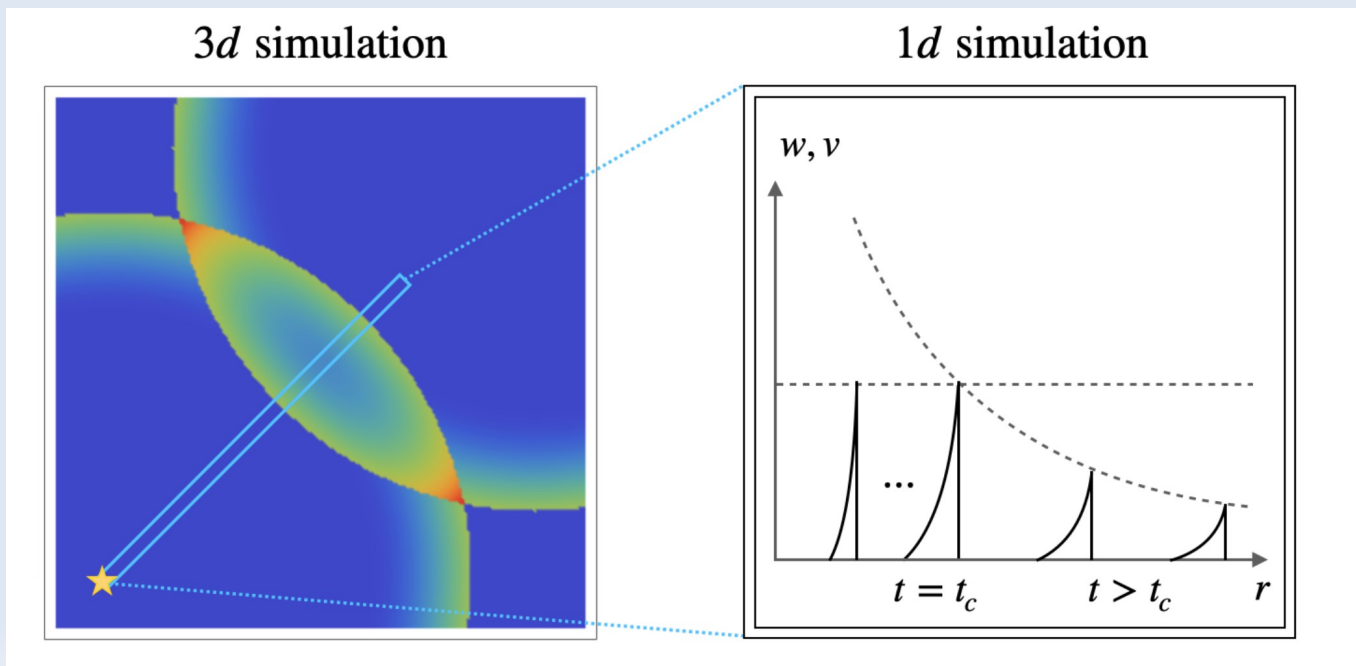 3d simulation
1d simulation
w, v
...
t = t_c
t > t_c
r